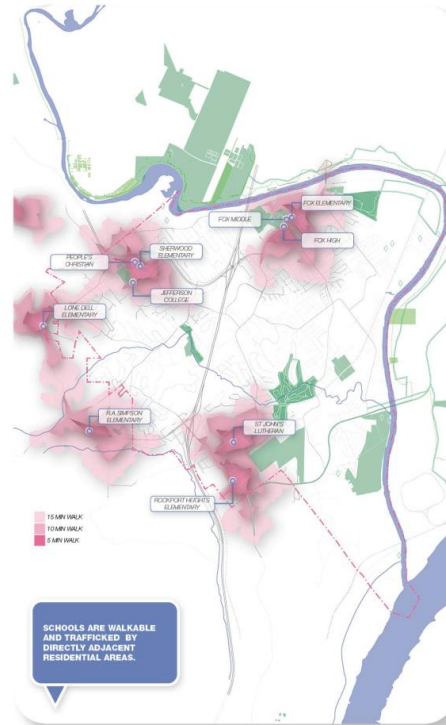 FOX ELEMENTARY
FOX MIDDLE
FOX HIGH
SHERWOOD
ELEMENTARY
PEOPLE'S
CHRISTIAN
JEFFERSON
COLLEGE
LONE DELL
ELEMENTARY
R.A. SIMPSON
ELEMENTARY
ST JOHN'S
LUTHERAN
ROCKPORT HEIGHTS
ELEMENTARY
15 MIN WALK
10 MIN WALK
5 MIN WALK
SCHOOLS ARE WALKABLE
AND TRAFFICKED BY
DIRECTLY ADJACENT
RESIDENTIAL AREAS.